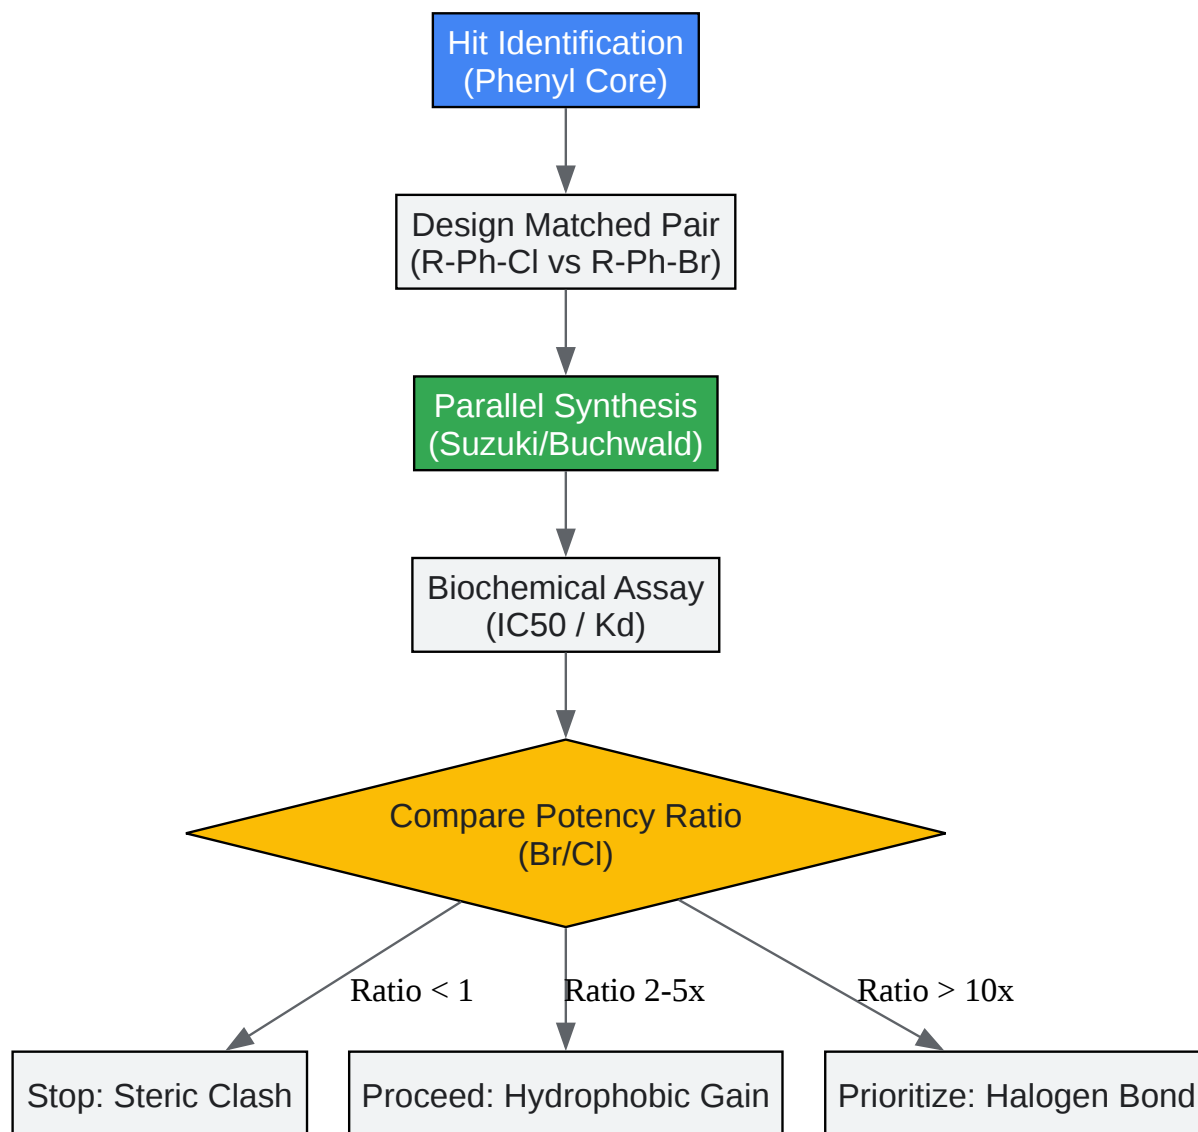 Hit Identification
(Phenyl Core)
Design Matched Pair
(R-Ph-Cl vs R-Ph-Br)
Parallel Synthesis
(Suzuki/Buchwald)
Biochemical Assay
(IC50 / Kd)
Compare Potency Ratio
(Br/Cl)
Ratio < 1
Ratio 2-5x
Ratio > 10x
Stop: Steric Clash
Proceed: Hydrophobic Gain
Prioritize: Halogen Bond